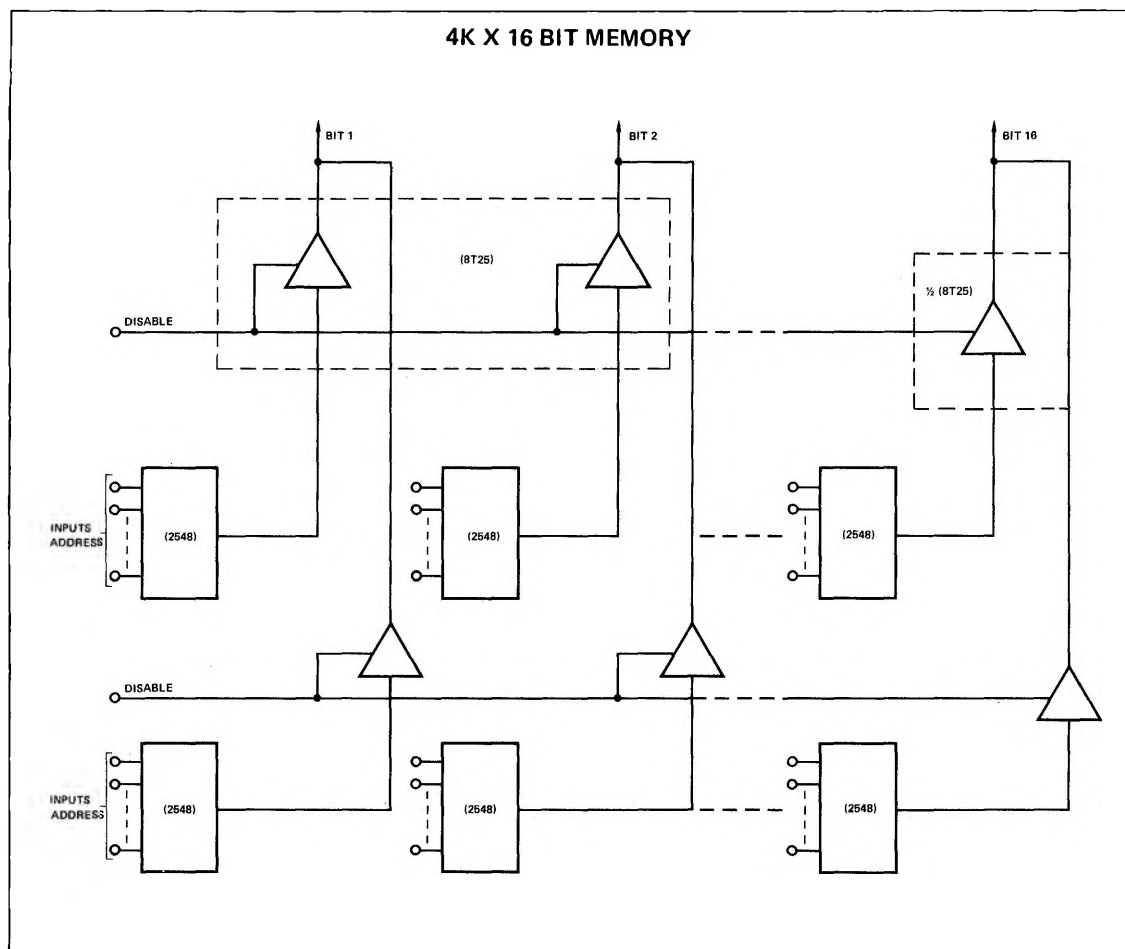 4K X 16 BIT MEMORY
BIT 1
BIT 2
BIT 16
(8T25)
½ (8T25)
DISABLE
INPUTS
ADDRESS
(2548)
(2548)
(2548)
DISABLE
INPUTS
ADDRESS
(2548)
(2548)
(2548)